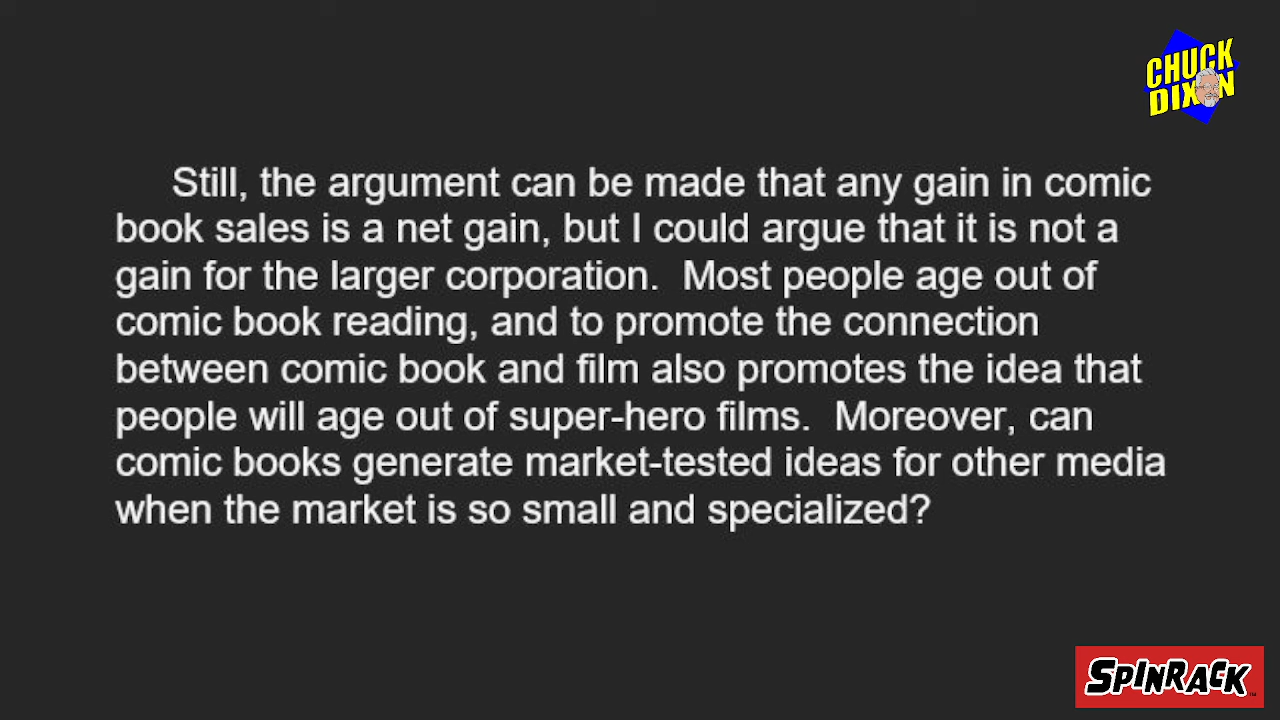 CHUCK
DIXON
Still, the argument can be made that any gain in comic
book sales is a net gain, but I could argue that it is not a
gain for the larger corporation.  Most people age out of
comic book reading, and to promote the connection
between comic book and film also promotes the idea that
people will age out of super-hero films.  Moreover, can
comic books generate market-tested ideas for other media
when the market is so small and specialized?
SPINRACK™